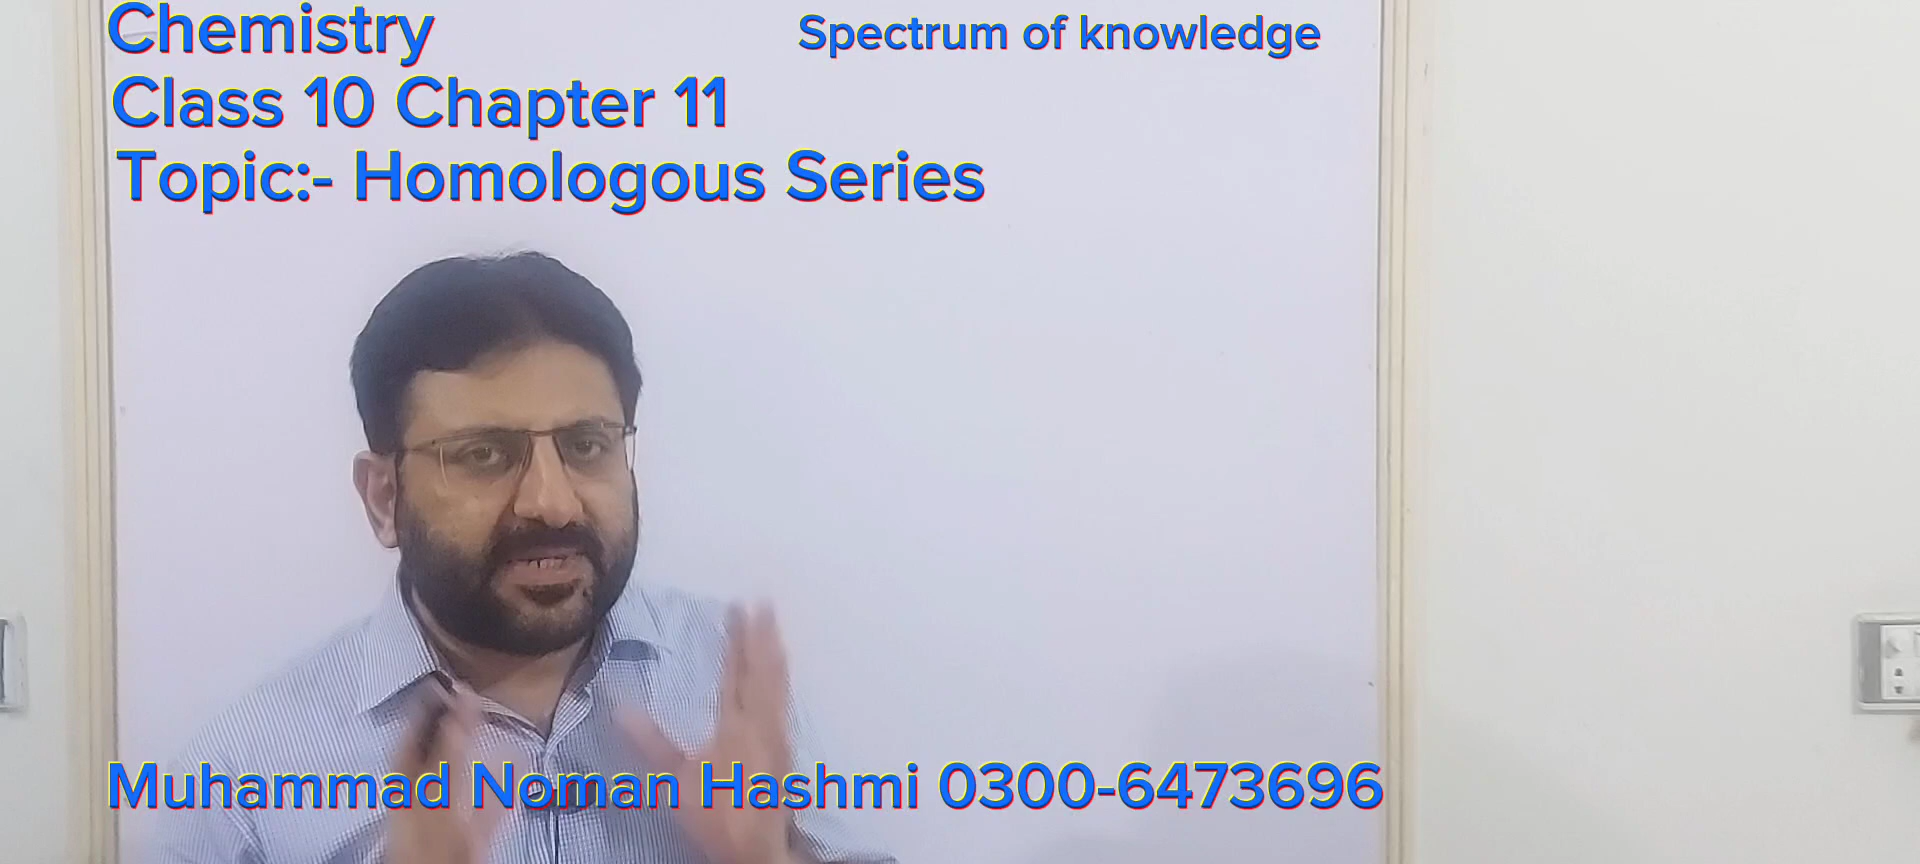 Chemistry
Spectrum of knowledge
Class 10 Chapter 11
Topic:- Homologous Series
Muhammad Noman Hashmi 0300-6473696